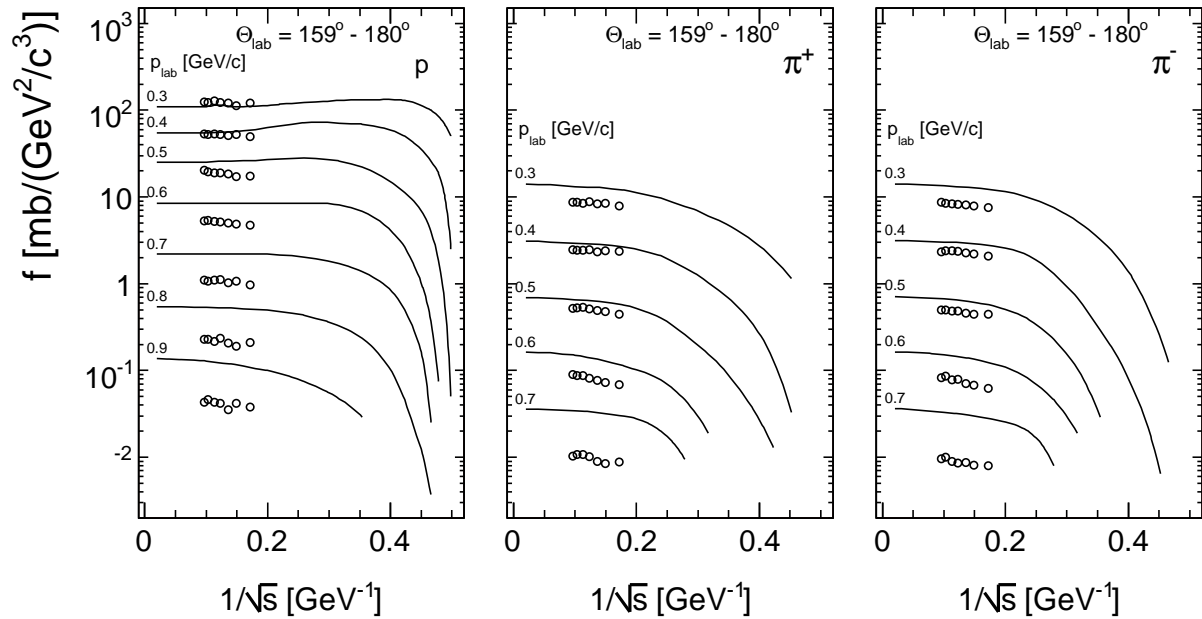 f [mb/(GeV²/c³)]
10³
10²
10
1
10⁻¹
-2
Θlab = 159° - 180°
plab [GeV/c]
p
0.3
0.4
0.5
0.6
0.7
0.8
0.9
0 0.2 0.4
1/√s [GeV⁻¹]
Θlab = 159° - 180°
π⁺
plab [GeV/c]
0.3
0.4
0.5
0.6
0.7
0 0.2 0.4
1/√s [GeV⁻¹]
Θlab = 159° - 180°
π⁻
plab [GeV/c]
0.3
0.4
0.5
0.6
0.7
0 0.2 0.4
1/√s [GeV⁻¹]